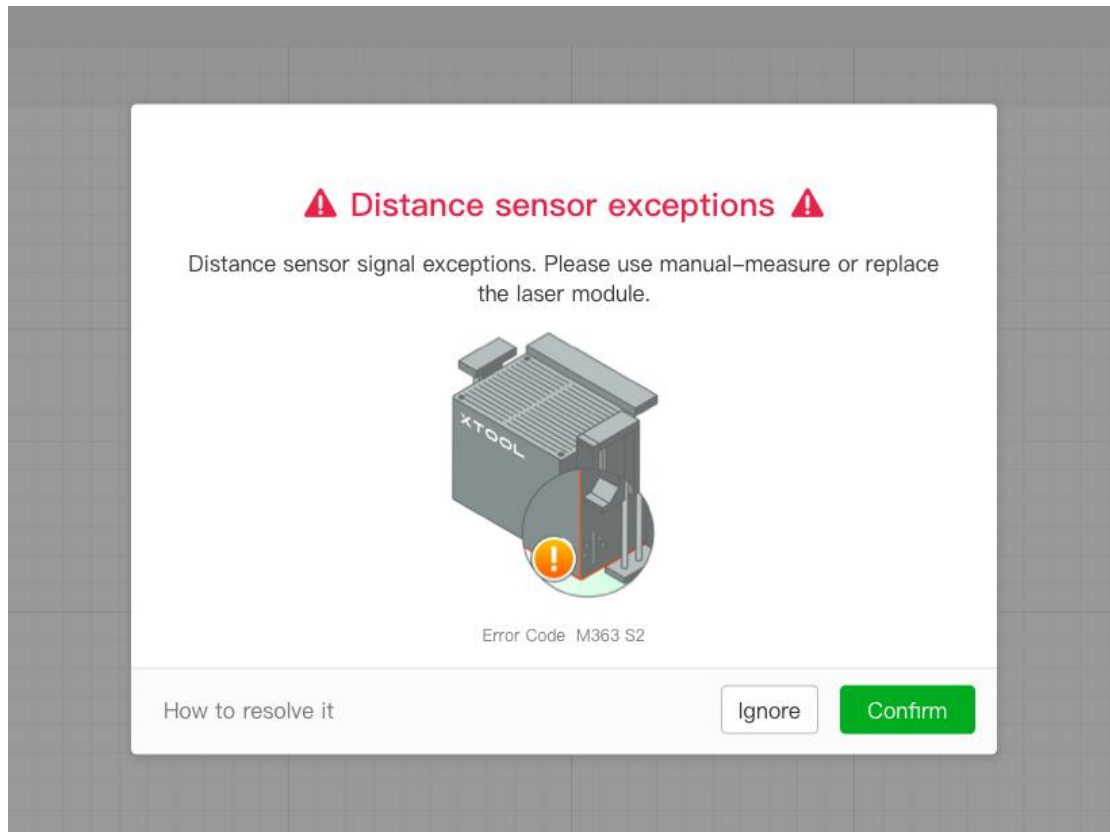 Distance sensor exceptions
Distance sensor signal exceptions. Please use manual-measure or replace
the laser module.
XTOOL
Error Code M363 S2
How to resolve it
Ignore
Confirm